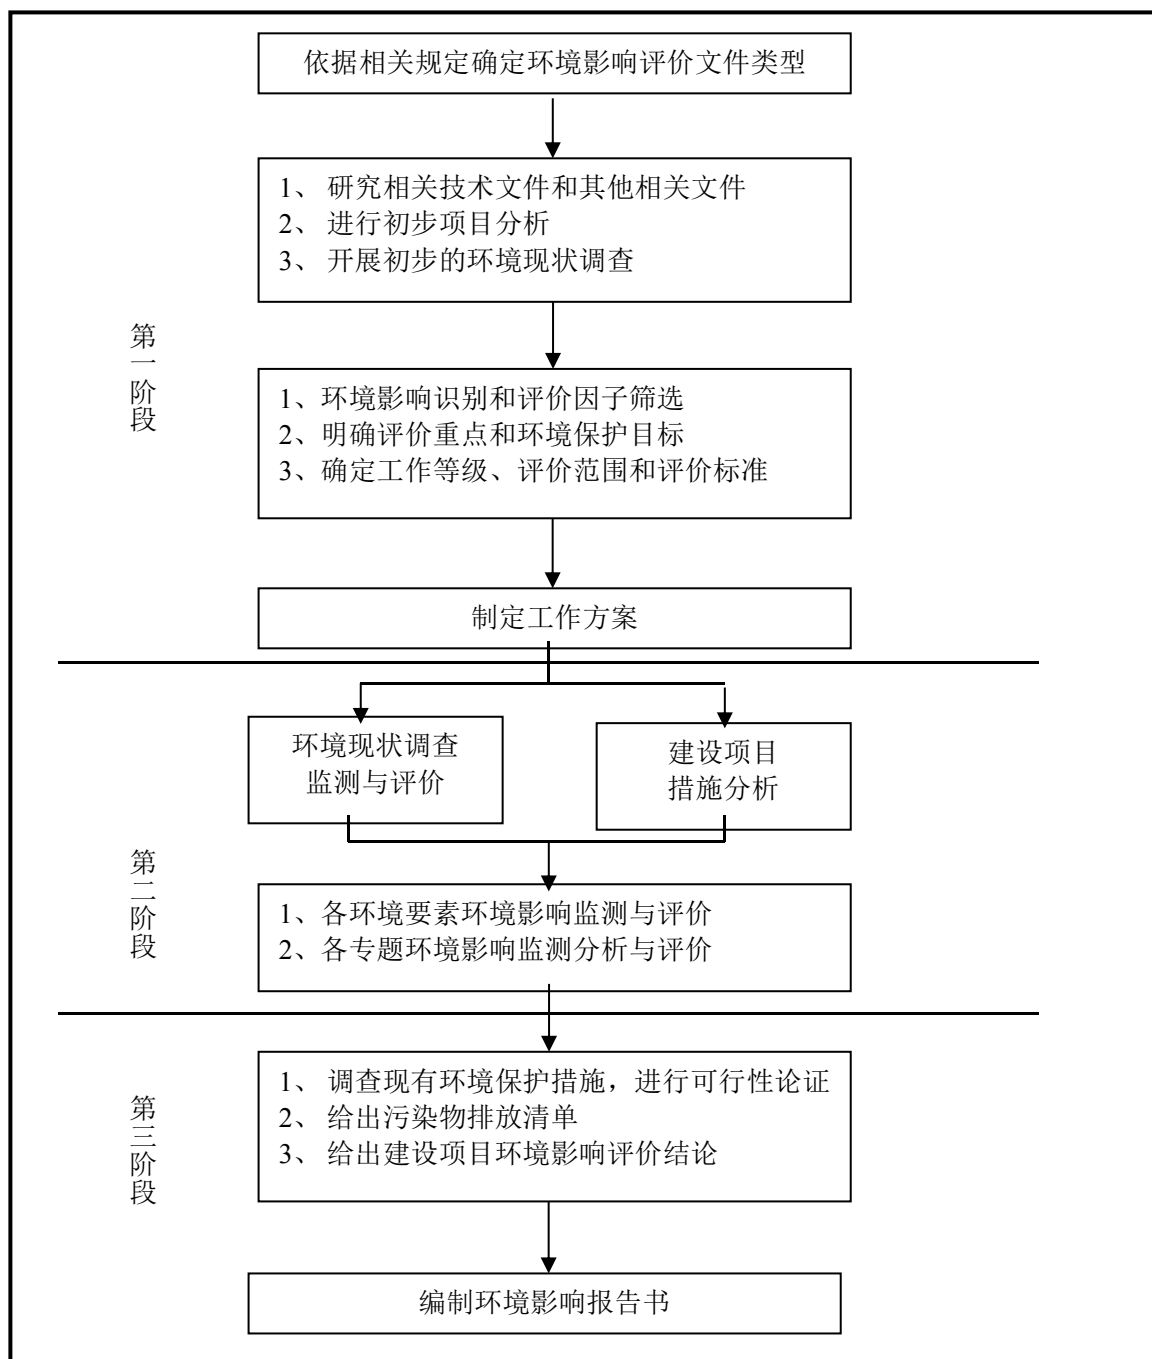 依据相关规定确定环境影响评价文件类型
1、 研究相关技术文件和其他相关文件
2、 进行初步项目分析
3、 开展初步的环境现状调查
第一阶段
1、环境影响识别和评价因子筛选
2、明确评价重点和环境保护目标
3、确定工作等级、评价范围和评价标准
制定工作方案
环境现状调查
监测与评价
建设项目
措施分析
第二阶段
1、各环境要素环境影响监测与评价
2、各专题环境影响监测分析与评价
第三阶段
1、 调查现有环境保护措施，进行可行性论证
2、 给出污染物排放清单
3、 给出建设项目环境影响评价结论
编制环境影响报告书